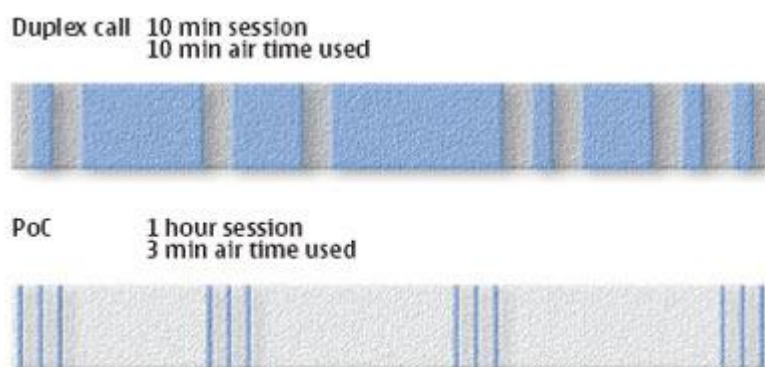 Duplex call 10 min session
10 min air time used
PoC 1 hour session
3 min air time used